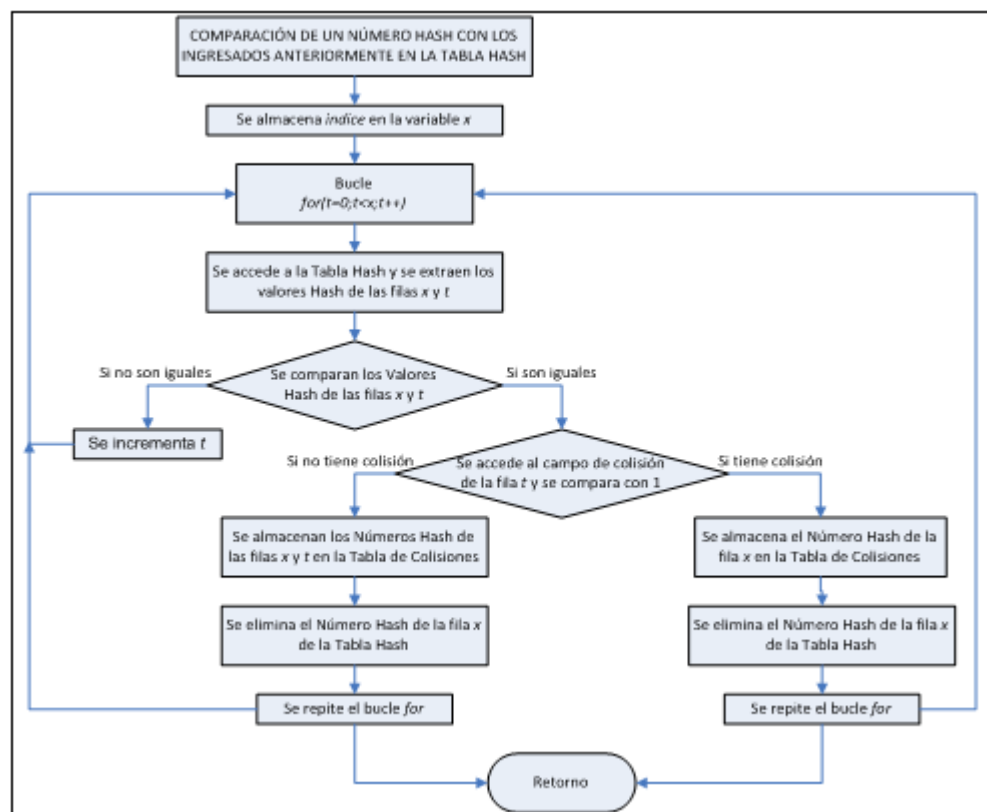 COMPARACIÓN DE UN NÚMERO HASH CON LOS
INGRESADOS ANTERIORMENTE EN LA TABLA HASH
Se almacena indice en la variable x
Bucle
for(t=0;t<x;t++)
Se accede a la Tabla Hash y se extraen los
valores Hash de las filas x y t
Si no son iguales
Se comparan los Valores
Hash de las filas x y t
Si son iguales
Se incrementa t
Si no tiene colisión
Se accede al campo de colisión
de la fila t y se compara con 1
Si tiene colisión
Se almacenan los Números Hash de
las filas x y t en la Tabla de Colisiones
Se almacena el Número Hash de la
fila x en la Tabla de Colisiones
Se elimina el Número Hash de la fila x
de la Tabla Hash
Se elimina el Número Hash de la fila x
de la Tabla Hash
Se repite el bucle for
Se repite el bucle for
Retorno